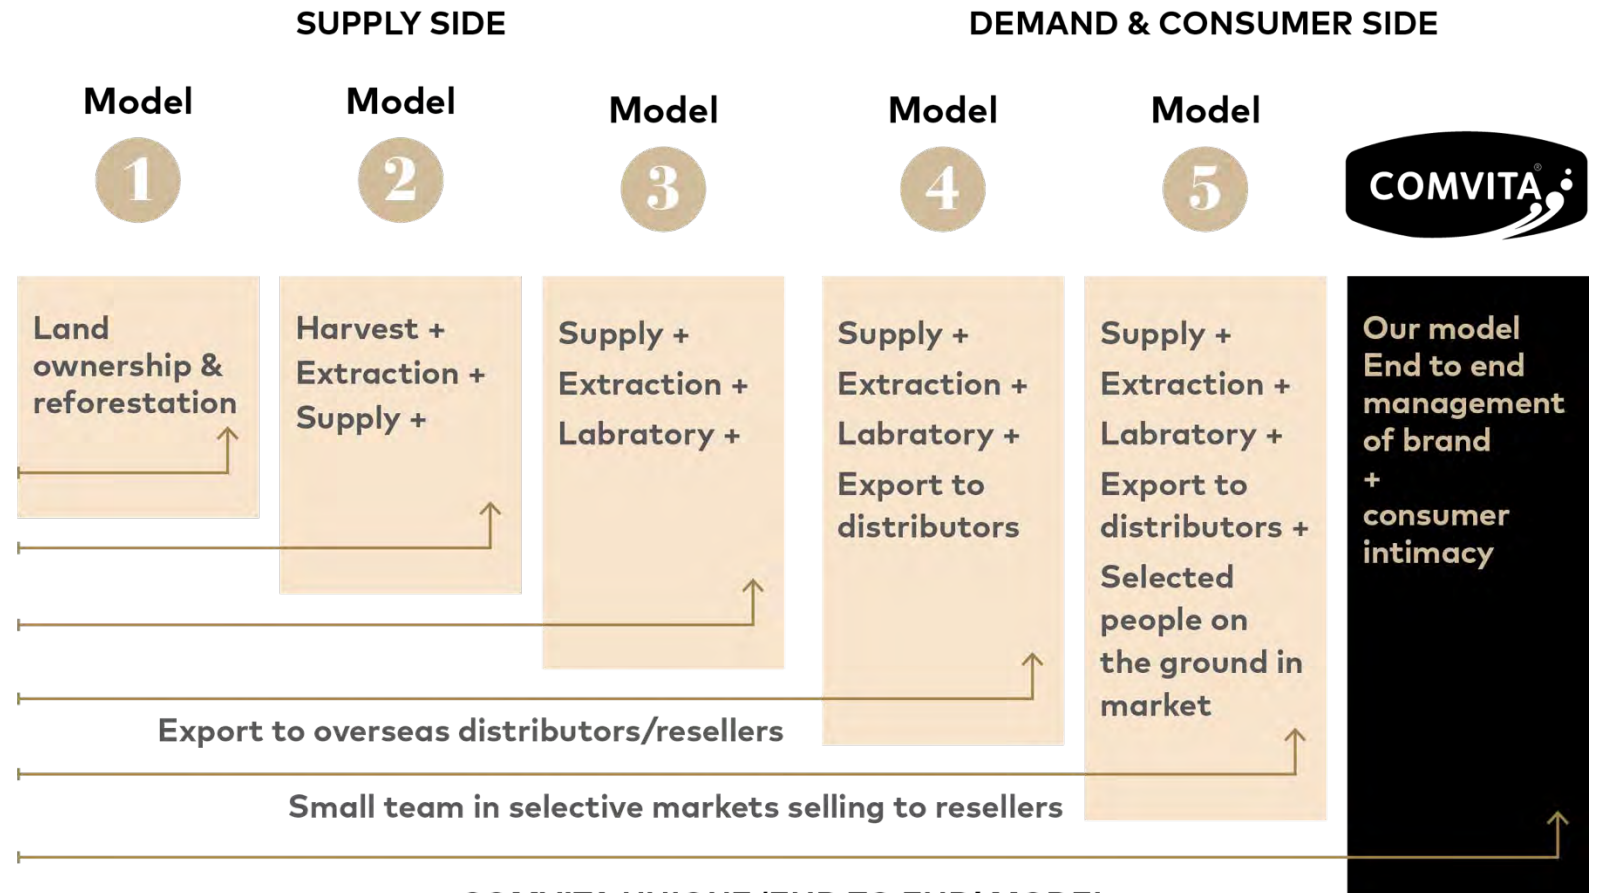 SUPPLY SIDE
DEMAND & CONSUMER SIDE
Model
1
Model
2
Model
3
Model
4
Model
5
COMVITA®
Land
ownership &
reforestation
Harvest +
Extraction +
Supply +
Supply +
Extraction +
Labratory +
Supply +
Extraction +
Labratory +
Export to
distributors
Supply +
Extraction +
Labratory +
Export to
distributors +
Selected
people on
the ground in
market
Our model
End to end
management
of brand
+
consumer
intimacy
Export to overseas distributors/resellers
Small team in selective markets selling to resellers